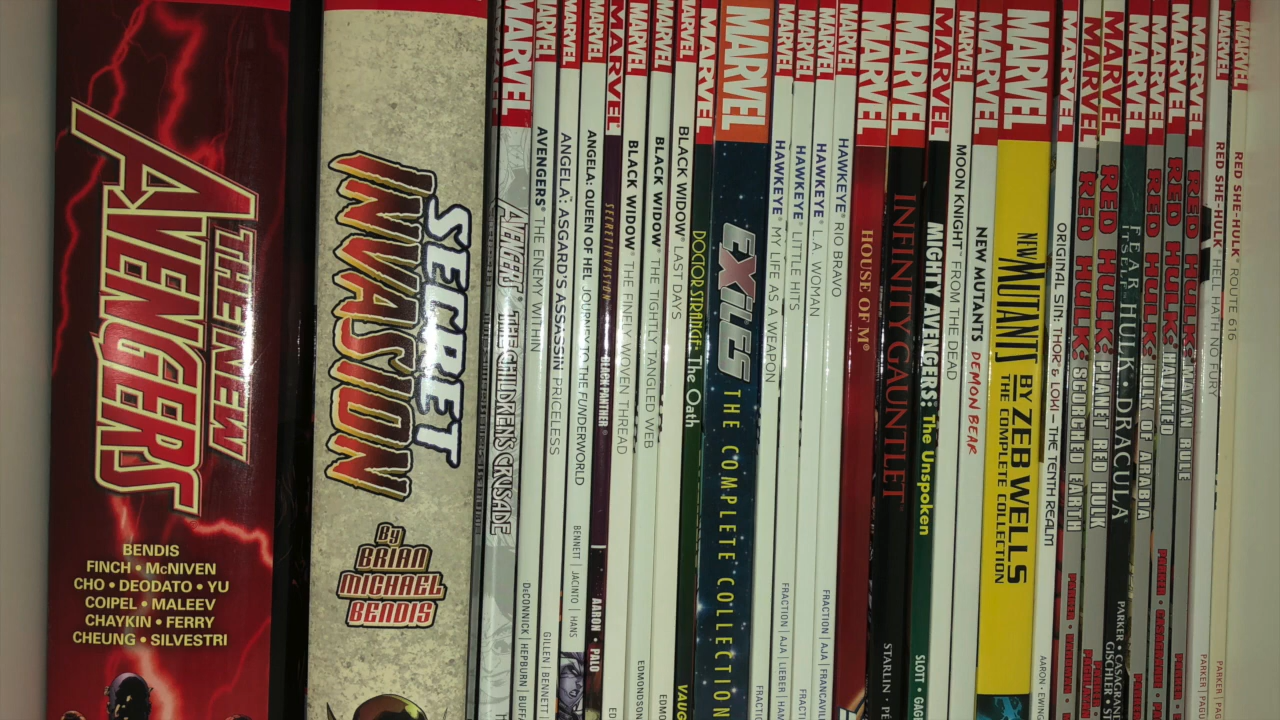 THE NEW
AVENGERS
BENDIS
FINCH • McNIVEN
CHO • DEODATO • YU
COIPEL • MALEEV
CHAYKIN • FERRY
CHEUNG • SILVESTRI
SECRET
INVASION
By
BRIAN
MICHAEL
BENDIS
MARVEL AVENGERS THE CHILDREN'S CRUSADE
MARVEL AVENGERS THE ENEMY WITHIN DeCONNICK | HEPBURN |
MARVEL ANGELA: ASGARD'S ASSASSIN PRICELESS GILLEN | BENNETT
MARVEL ANGELA: QUEEN OF HEL JOURNEY TO THE FUNDERWORLD BENNETT | JACINTO | HANS
MARVEL SECRET INVASION BLACK PANTHER AARON • PALO
MARVEL BLACK WIDOW THE FINELY WOVEN THREAD
MARVEL BLACK WIDOW THE TIGHTLY TANGLED WEB EDMONDSON
MARVEL BLACK WIDOW LAST DAYS
MARVEL DOCTOR STRANGE: The Oath
MARVEL EXILES THE COMPLETE COLLECTION
MARVEL HAWKEYE MY LIFE AS A WEAPON
MARVEL HAWKEYE LITTLE HITS FRACTION | AJA | LIEBER |
MARVEL HAWKEYE L.A. WOMAN
MARVEL HAWKEYE RIO BRAVO FRACTION | AJA |
MARVEL HOUSE OF M
MARVEL INFINITY GAUNTLET STARLIN •
MARVEL MIGHTY AVENGERS: The Unspoken SLOTT •
MARVEL MOON KNIGHT FROM THE DEAD
MARVEL NEW MUTANTS DEMON BEAR
MARVEL NEW MUTANTS BY ZEB WELLS
THE COMPLETE COLLECTION
MARVEL ORIGINAL SIN: THOR & LOKI — THE TENTH REALM AARON • EWING
MARVEL RED HULK: SCORCHED EARTH
MARVEL RED HULK: PLANET RED HULK
MARVEL FEAR ITSELF HULK • DRACULA PARKER •
GISCHLER •
MARVEL RED HULK: HULK OF ARABIA
MARVEL RED HULK: HAUNTED
MARVEL RED HULK: MAYAN RULE
MARVEL RED SHE-HULK HELL HATH NO FURY PARKER |
MARVEL RED SHE-HULK ROUTE 616 PARKER |